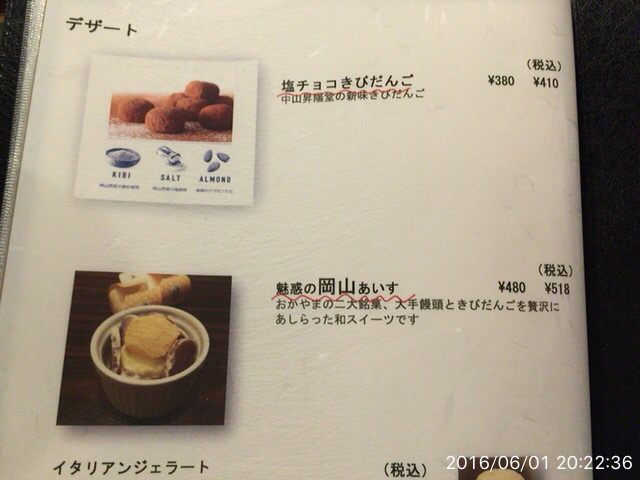 デザート
(税込)
塩チョコきびだんご ¥380 ¥410
中山昇陽堂の新味きびだんご
KIBI SALT ALMOND
(税込)
魅惑の岡山あいす ¥480 ¥518
おかやまの二大銘菓、大手饅頭ときびだんごを贅沢に
あしらった和スイーツです
イタリアンジェラート (税込)
2016/06/01 20:22:36